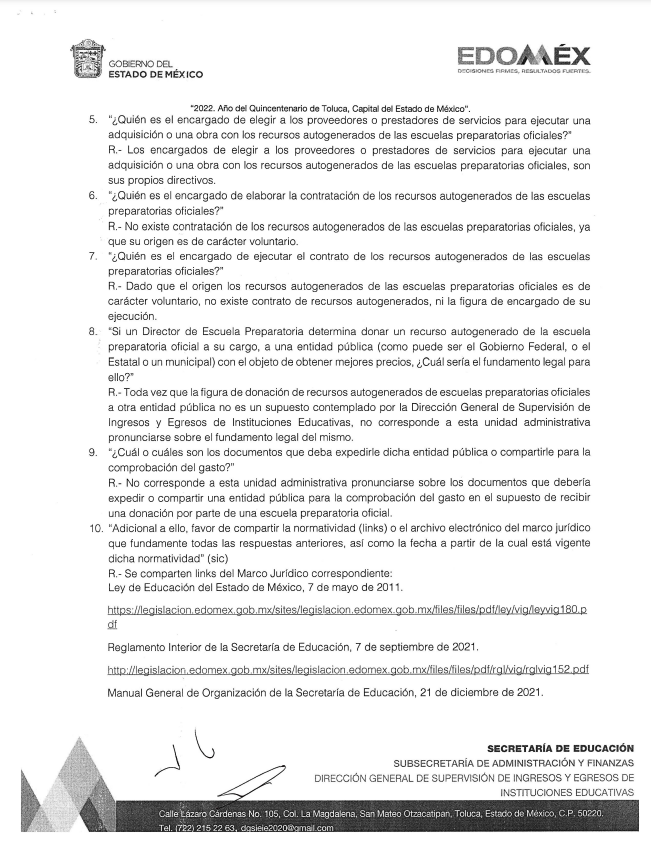 GOBIERNO DEL
ESTADO DE MÉXICO
EDOMÉX
DECISIONES FIRMES, RESULTADOS FUERTES.
"2022. Año del Quincentenario de Toluca, Capital del Estado de México".
5. "¿Quién es el encargado de elegir a los proveedores o prestadores de servicios para ejecutar una
adquisición o una obra con los recursos autogenerados de las escuelas preparatorias oficiales?"
R.- Los encargados de elegir a los proveedores o prestadores de servicios para ejecutar una
adquisición o una obra con los recursos autogenerados de las escuelas preparatorias oficiales, son
sus propios directivos.
6. "¿Quién es el encargado de elaborar la contratación de los recursos autogenerados de las escuelas
preparatorias oficiales?"
R.- No existe contratación de los recursos autogenerados de las escuelas preparatorias oficiales, ya
que su origen es de carácter voluntario.
7. "¿Quién es el encargado de ejecutar el contrato de los recursos autogenerados de las escuelas
preparatorias oficiales?"
R.- Dado que el origen los recursos autogenerados de las escuelas preparatorias oficiales es de
carácter voluntario, no existe contrato de recursos autogenerados, ni la figura de encargado de su
ejecución.
8. "Si un Director de Escuela Preparatoria determina donar un recurso autogenerado de la escuela
preparatoria oficial a su cargo, a una entidad pública (como puede ser el Gobierno Federal, o el
Estatal o un municipal) con el objeto de obtener mejores precios, ¿Cuál sería el fundamento legal para
ello?"
R.- Toda vez que la figura de donación de recursos autogenerados de escuelas preparatorias oficiales
a otra entidad pública no es un supuesto contemplado por la Dirección General de Supervisión de
Ingresos y Egresos de Instituciones Educativas, no corresponde a esta unidad administrativa
pronunciarse sobre el fundamento legal del mismo.
9. "¿Cuál o cuáles son los documentos que deba expedirle dicha entidad pública o compartirle para la
comprobación del gasto?"
R.- No corresponde a esta unidad administrativa pronunciarse sobre los documentos que debería
expedir o compartir una entidad pública para la comprobación del gasto en el supuesto de recibir
una donación por parte de una escuela preparatoria oficial.
10. "Adicional a ello, favor de compartir la normatividad (links) o el archivo electrónico del marco jurídico
que fundamente todas las respuestas anteriores, así como la fecha a partir de la cual está vigente
dicha normatividad" (sic)
R.- Se comparten links del Marco Jurídico correspondiente:
Ley de Educación del Estado de México, 7 de mayo de 2011.
https://legislacion.edomex.gob.mx/sites/legislacion.edomex.gob.mx/files/files/pdf/ley/vig/leyvig180.p
df
Reglamento Interior de la Secretaría de Educación, 7 de septiembre de 2021.
http://legislacion.edomex.gob.mx/sites/legislacion.edomex.gob.mx/files/files/pdf/rgl/vig/rglvig152.pdf
Manual General de Organización de la Secretaría de Educación, 21 de diciembre de 2021.
SECRETARÍA DE EDUCACIÓN
SUBSECRETARÍA DE ADMINISTRACIÓN Y FINANZAS
DIRECCIÓN GENERAL DE SUPERVISIÓN DE INGRESOS Y EGRESOS DE
INSTITUCIONES EDUCATIVAS
Calle Lázaro Cárdenas No. 105, Col. La Magdalena, San Mateo Otzacatipan, Toluca, Estado de México, C.P. 50220.
Tel. (722) 215 22 63, dgsieie2020@gmail.com